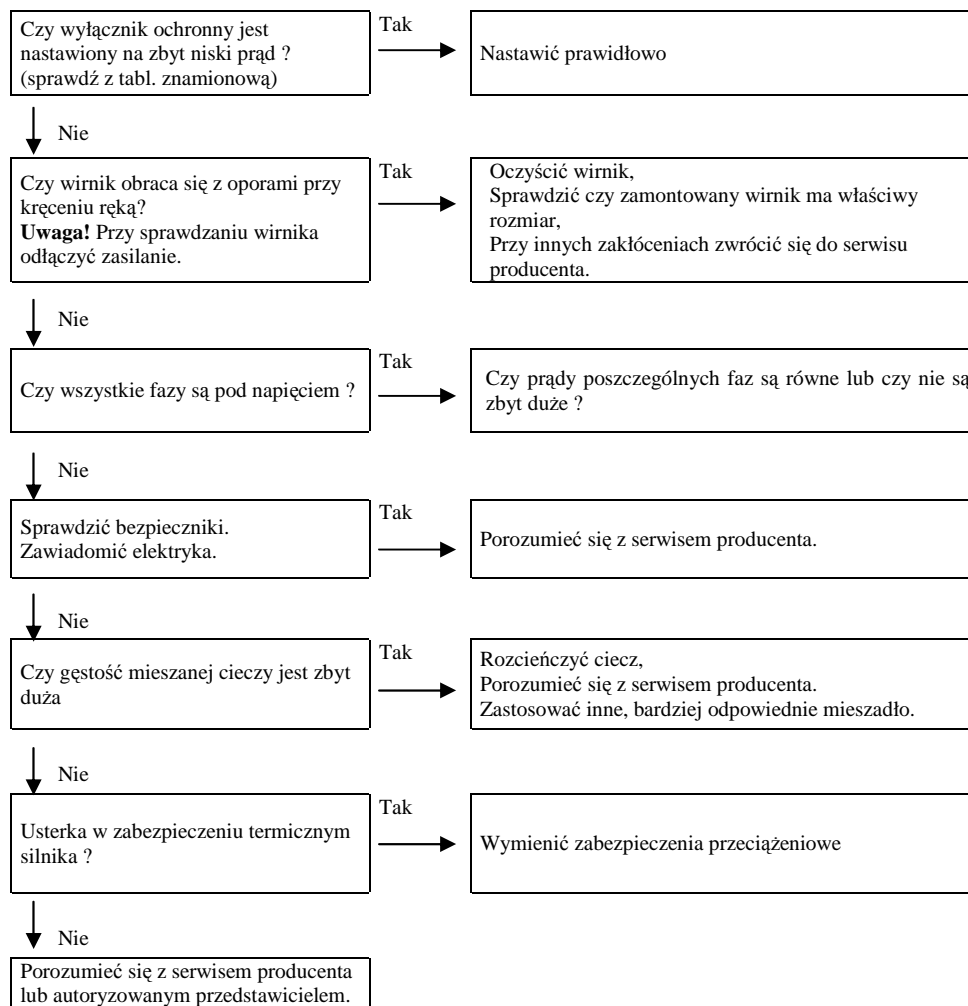 Czy wyłącznik ochronny jest
nastawiony na zbyt niski prąd ?
(sprawdź z tabl. znamionową)
Tak
Nastawić prawidłowo
Nie
Czy wirnik obraca się z oporami przy
kręceniu ręką?
Uwaga! Przy sprawdzaniu wirnika
odłączyć zasilanie.
Tak
Oczyścić wirnik,
Sprawdzić czy zamontowany wirnik ma właściwy
rozmiar,
Przy innych zakłóceniach zwrócić się do serwisu
producenta.
Nie
Czy wszystkie fazy są pod napięciem ?
Tak
Czy prądy poszczególnych faz są równe lub czy nie są
zbyt duże ?
Nie
Sprawdzić bezpieczniki.
Zawiadomić elektryka.
Tak
Porozumieć się z serwisem producenta.
Nie
Czy gęstość mieszanej cieczy jest zbyt
duża
Tak
Rozcieńczyć ciecz,
Porozumieć się z serwisem producenta.
Zastosować inne, bardziej odpowiednie mieszadło.
Nie
Usterka w zabezpieczeniu termicznym
silnika ?
Tak
Wymienić zabezpieczenia przeciążeniowe
Nie
Porozumieć się z serwisem producenta
lub autoryzowanym przedstawicielem.